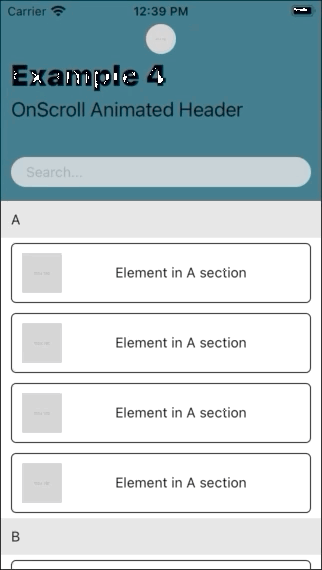 Carrier 12:39 PM
Example 4
OnScroll Animated Header
Search...
A
Element in A section
Element in A section
Element in A section
Element in A section
B